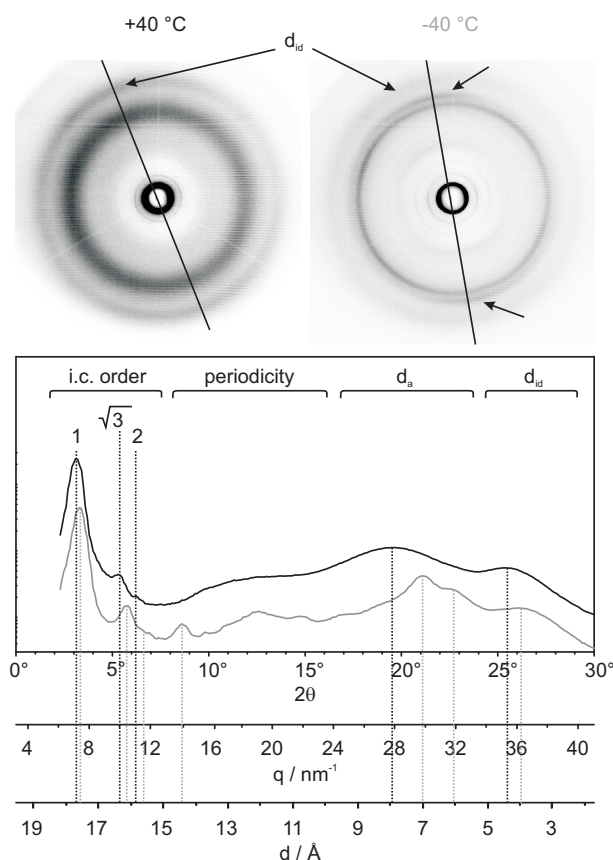 +40 °C -40 °C
d_id
i.c. order periodicity d_a d_id
√3
1 2
0° 5° 10° 15° 20° 25° 30°
2θ
4 8 12 16 20 24 28 32 36 40
q / nm⁻¹
19 17 15 13 11 9 7 5 4 3
d / Å